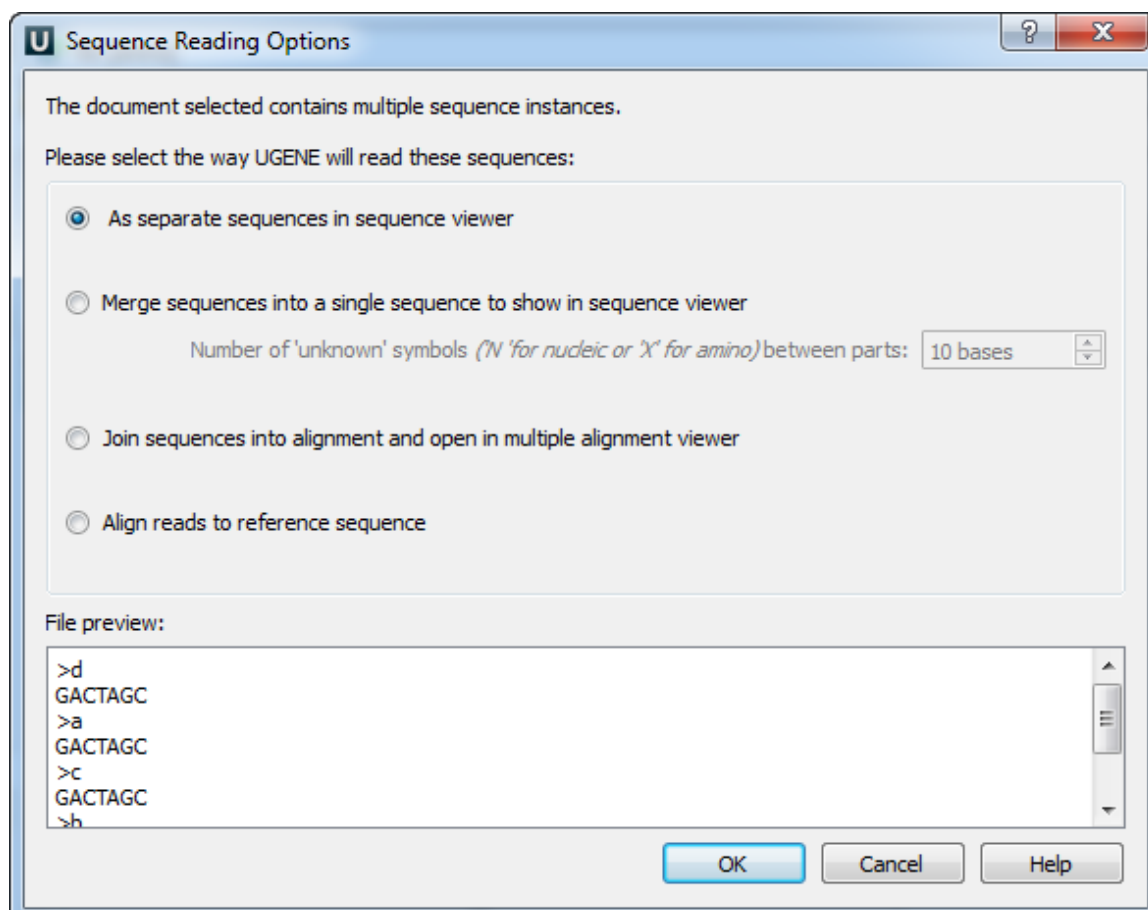 U Sequence Reading Options ? X
The document selected contains multiple sequence instances.
Please select the way UGENE will read these sequences:
As separate sequences in sequence viewer
Merge sequences into a single sequence to show in sequence viewer
Number of 'unknown' symbols ('N 'for nucleic or 'X' for amino) between parts: 10 bases
Join sequences into alignment and open in multiple alignment viewer
Align reads to reference sequence
File preview:
>d
GACTAGC
>a
GACTAGC
>c
GACTAGC
>b
OK Cancel Help